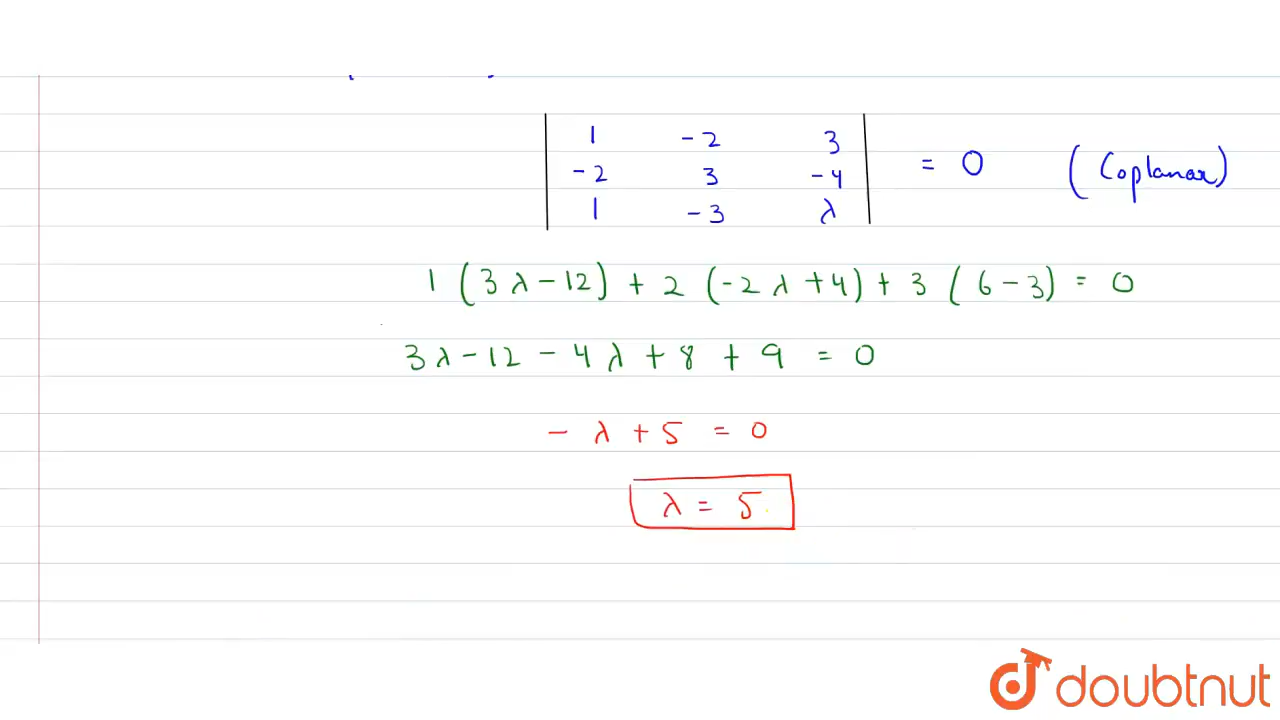 | 1 -2 3 |
| -2 3 -4 | = 0 (Coplanar)
| 1 -3 λ |
1 (3λ - 12) + 2 (-2λ + 4) + 3 (6 - 3) = 0
3λ - 12 - 4λ + 8 + 9 = 0
- λ + 5 = 0
λ = 5
doubtnut